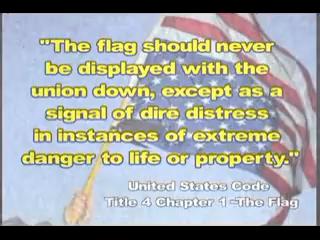 "The flag should never
be displayed with the
union down, except as a
signal of dire distress
in instances of extreme
danger to life or property."
United States Code
Title 4 Chapter 1-The Flag